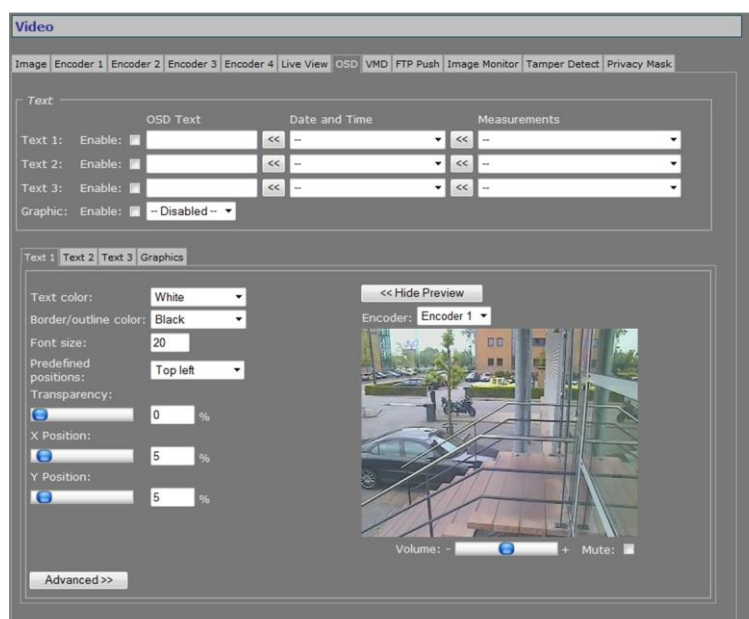 Video
Image Encoder 1 Encoder 2 Encoder 3 Encoder 4 Live View OSD VMD FTP Push Image Monitor Tamper Detect Privacy Mask
Text
OSD Text Date and Time Measurements
Text 1: Enable: << -- << --
Text 2: Enable: << -- << --
Text 3: Enable: << -- << --
Graphic: Enable: -- Disabled --
Text 1 Text 2 Text 3 Graphics
<< Hide Preview
Text color: White
Encoder: Encoder 1
Border/outline color: Black
Font size: 20
Predefined
positions: Top left
Transparency:
0 %
X Position:
5 %
Y Position:
5 %
Volume: - + Mute:
Advanced >>